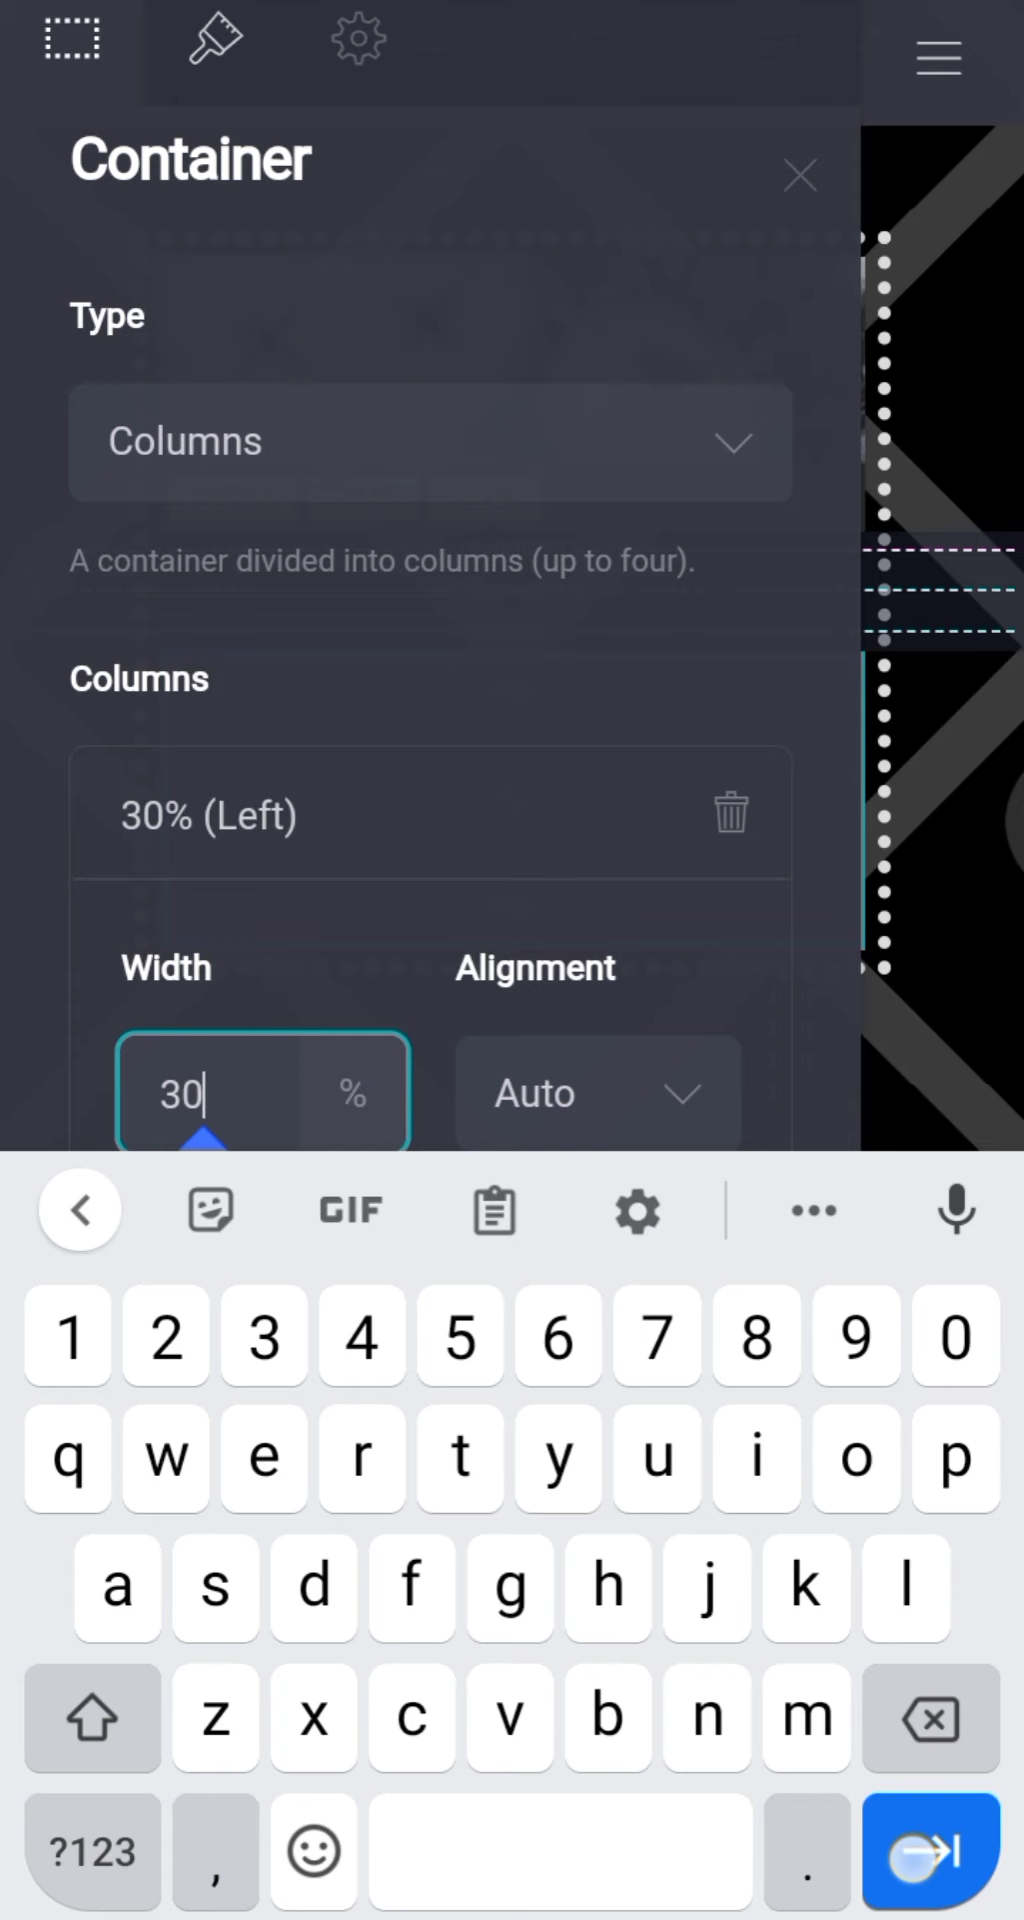 Container
Type
Columns
A container divided into columns (up to four).
Columns
30% (Left)
Width Alignment
30 % Auto
GIF
1 2 3 4 5 6 7 8 9 0
q w e r t y u i o p
a s d f g h j k l
z x c v b n m
?123 , .